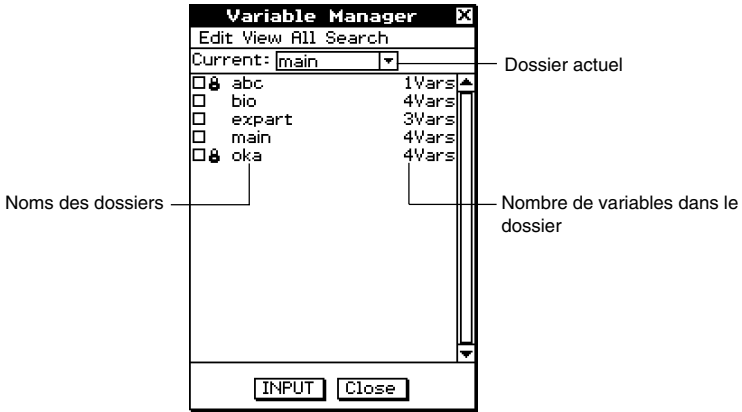 Variable Manager
Edit View All Search
Current: main
Dossier actuel
abc 1Vars
bio 4Vars
expart 3Vars
main 4Vars
oka 4Vars
Noms des dossiers
Nombre de variables dans le
dossier
INPUT Close